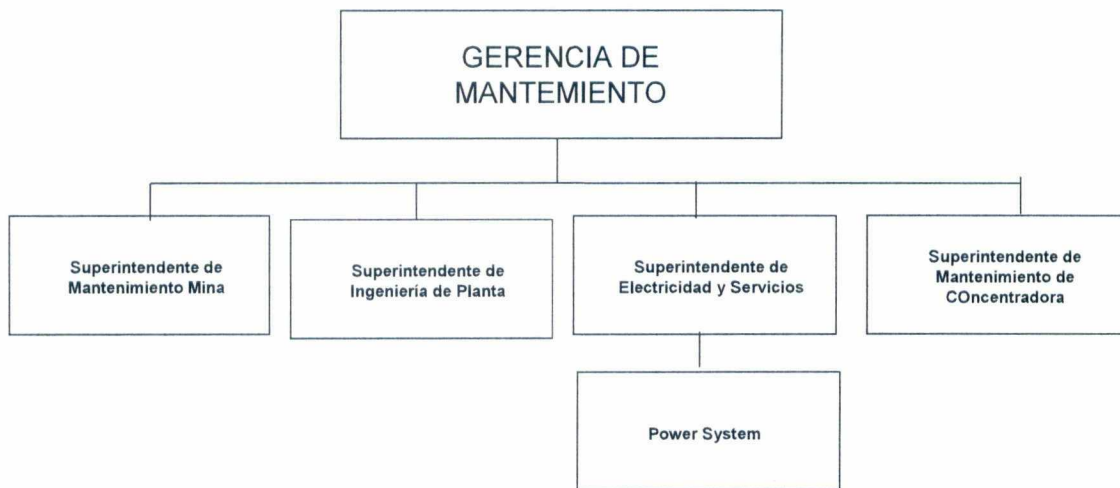 GERENCIA DE
MANTEMIENTO
Superintendente de
Mantenimiento Mina
Superintendente de
Ingeniería de Planta
Superintendente de
Electricidad y Servicios
Superintendente de
Mantenimiento de
COncentradora
Power System